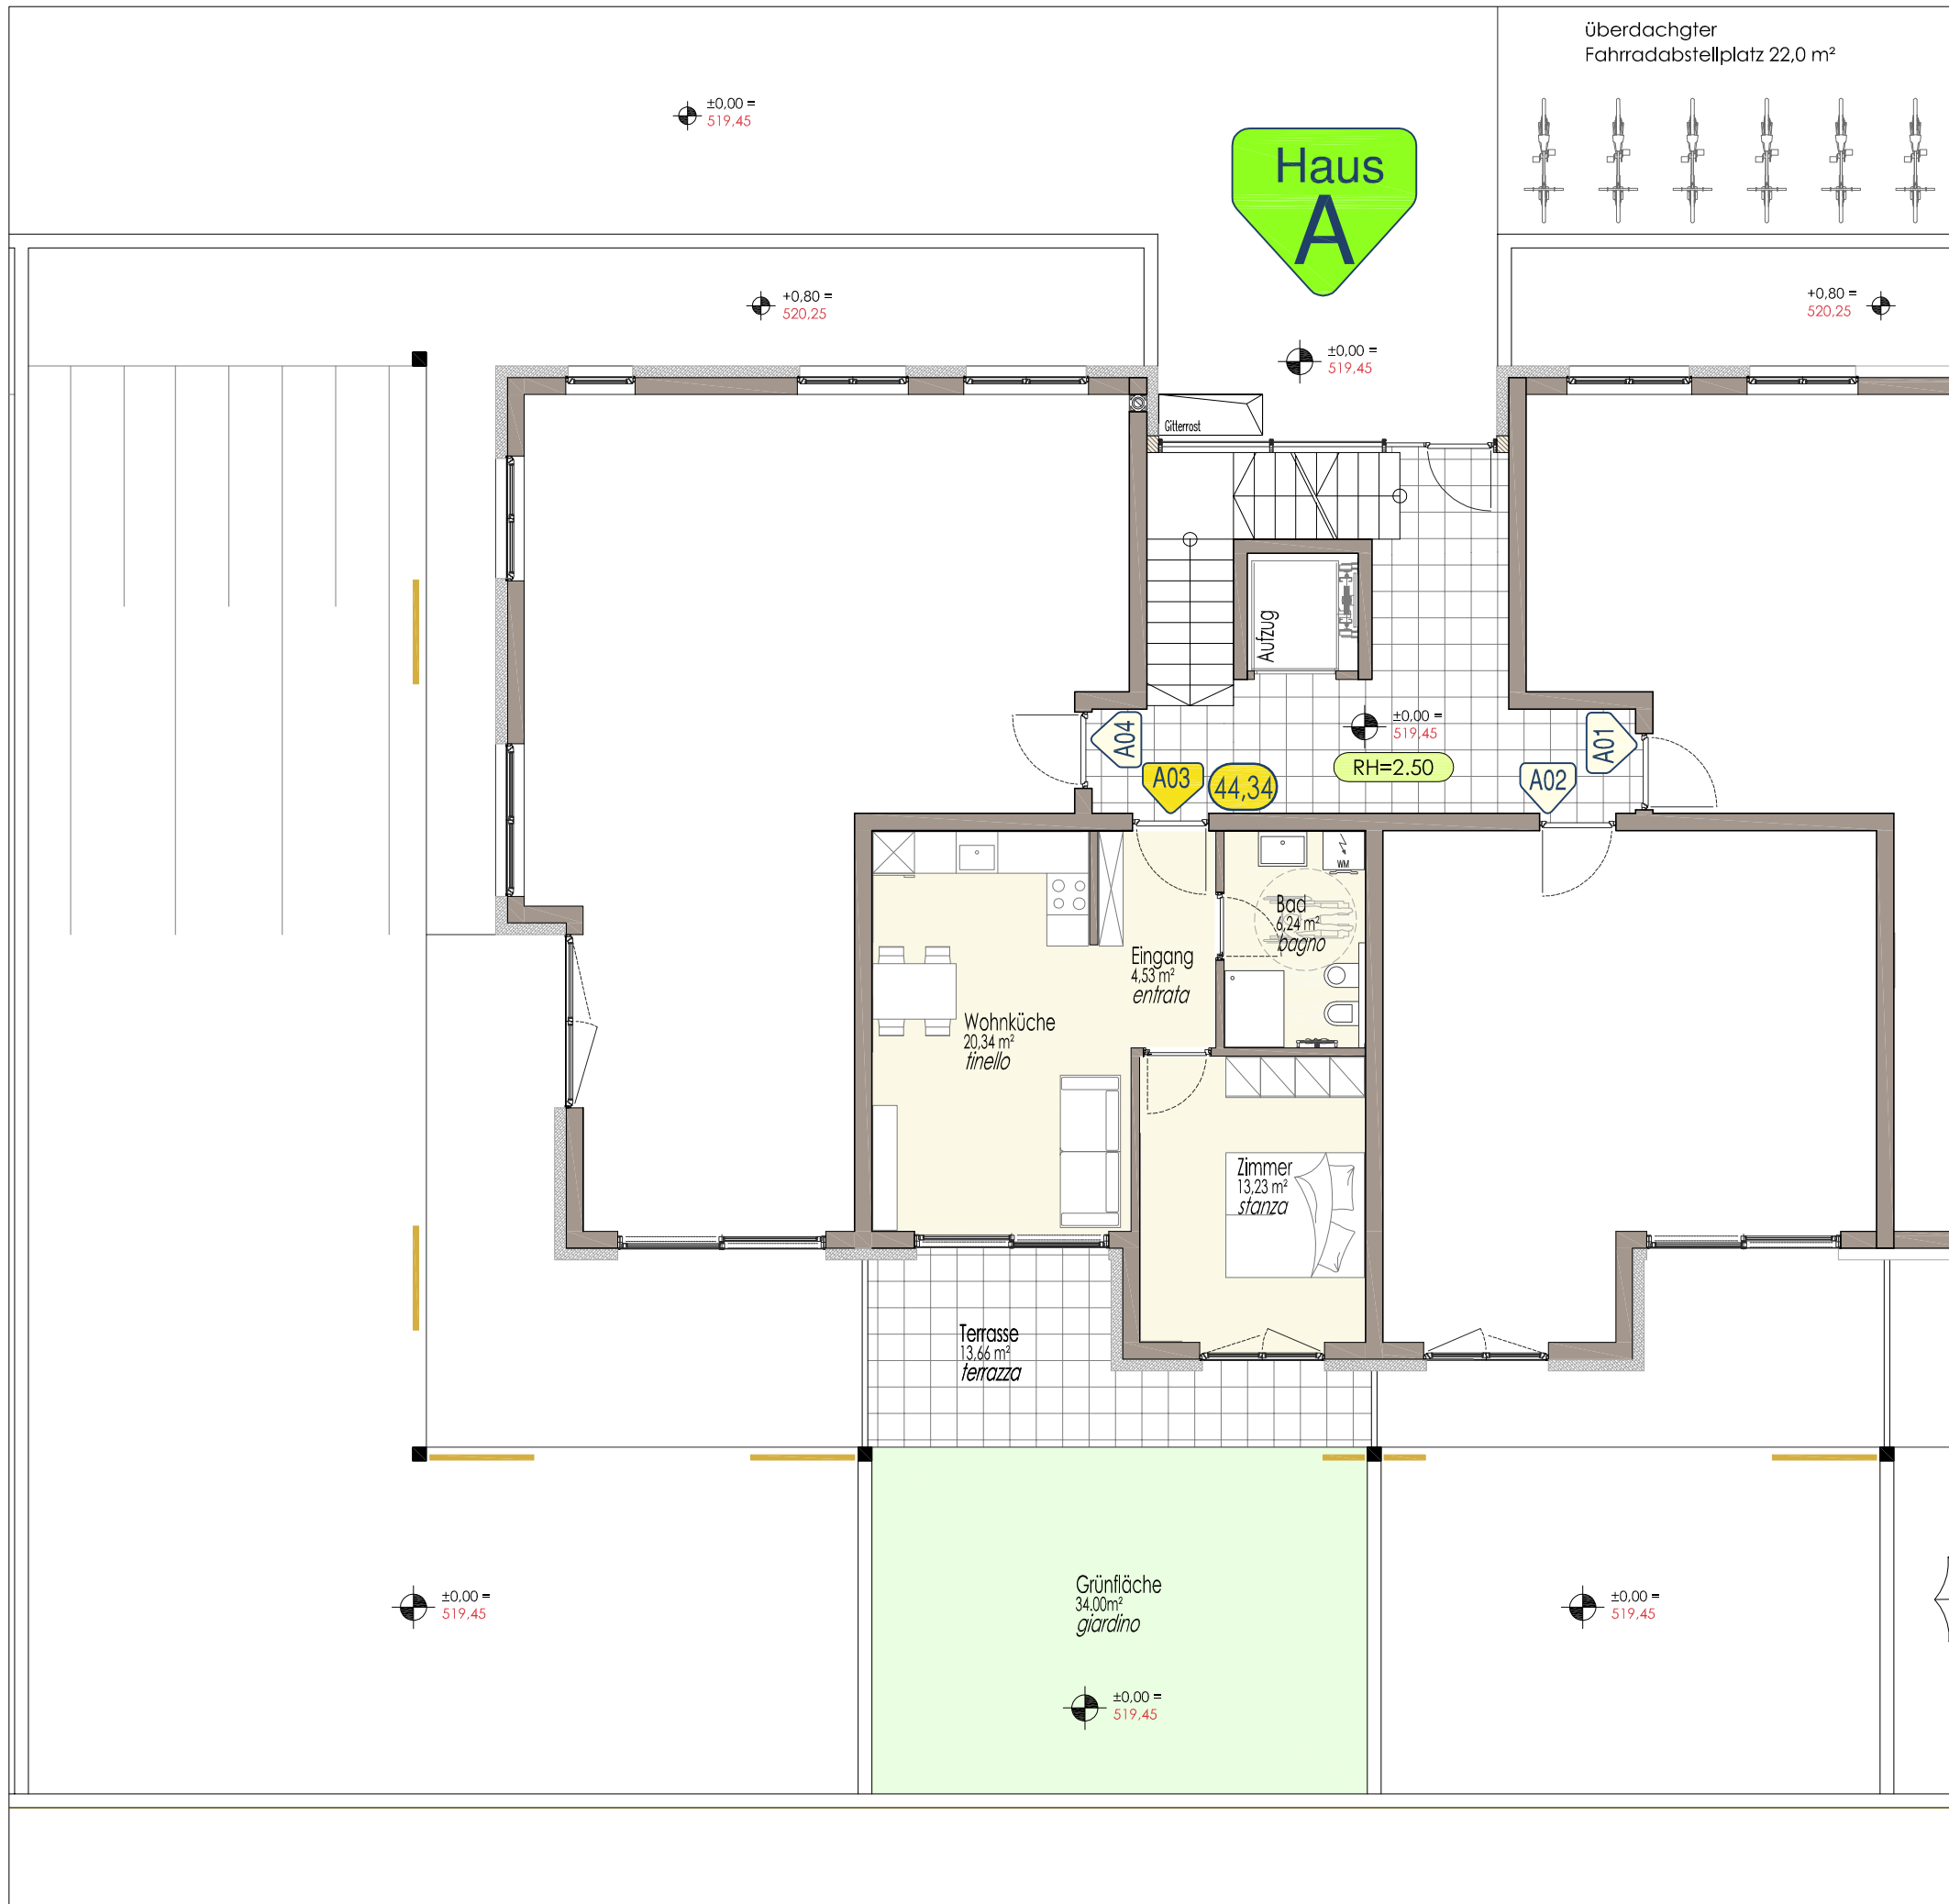 überdachgter
Fahrradabstellplatz 22,0 m²
±0,00 =
519,45
Haus
A
+0,80 =
520,25
+0,80 =
520,25
±0,00 =
519,45
Gitterrost
Aufzug
±0,00 =
519,45
A04
A03
44,34
RH=2.50
A02
A01
WM
Bad
6,24 m²
bagno
Eingang
4,53 m²
entrata
Wohnküche
20,34 m²
tinello
Zimmer
13,23 m²
stanza
Terrasse
13,66 m²
terrazza
Grünfläche
34.00m²
giardino
±0,00 =
519,45
±0,00 =
519,45
±0,00 =
519,45